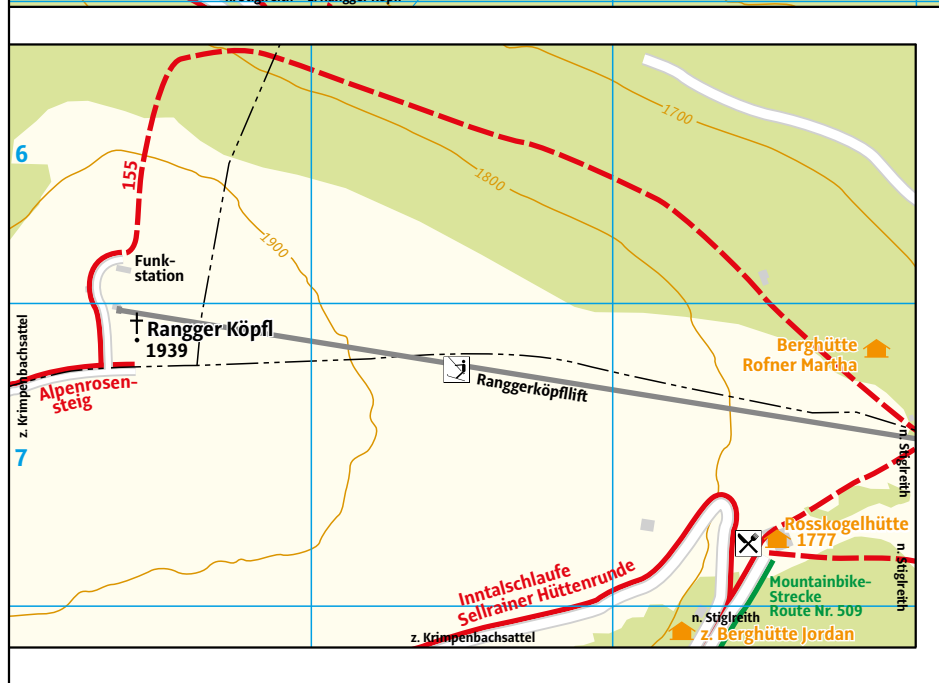 6
1700
155
1800
1900
Funk-
station
Rangger Köpfl
1939
Berghütte
Rofner Martha
z. Krimpenbachsattel
Alpenrosen-
steig
Ranggerköpfllift
n. Stiglreith
7
Rosskogelhütte
1777
n. Stiglreith
Inntalschlaufe
Sellrainer Hüttenrunde
Mountainbike-
Strecke
Route Nr. 509
n. Stiglreith
z. Krimpenbachsattel
z. Berghütte Jordan